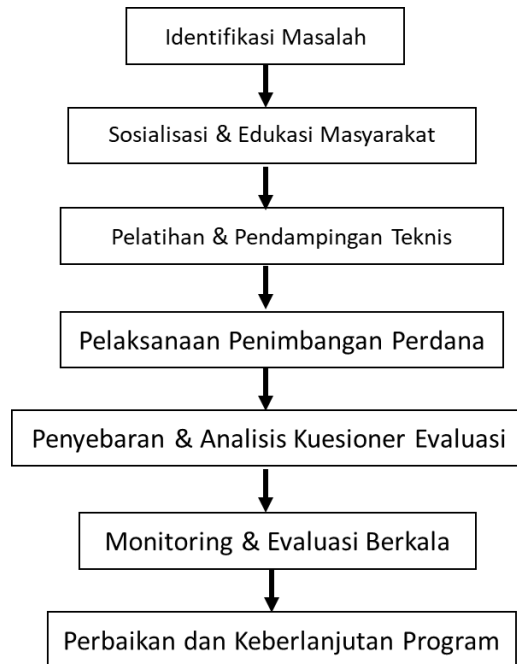 Identifikasi Masalah
Sosialisasi & Edukasi Masyarakat
Pelatihan & Pendampingan Teknis
Pelaksanaan Penimbangan Perdana
Penyebaran & Analisis Kuesioner Evaluasi
Monitoring & Evaluasi Berkala
Perbaikan dan Keberlanjutan Program